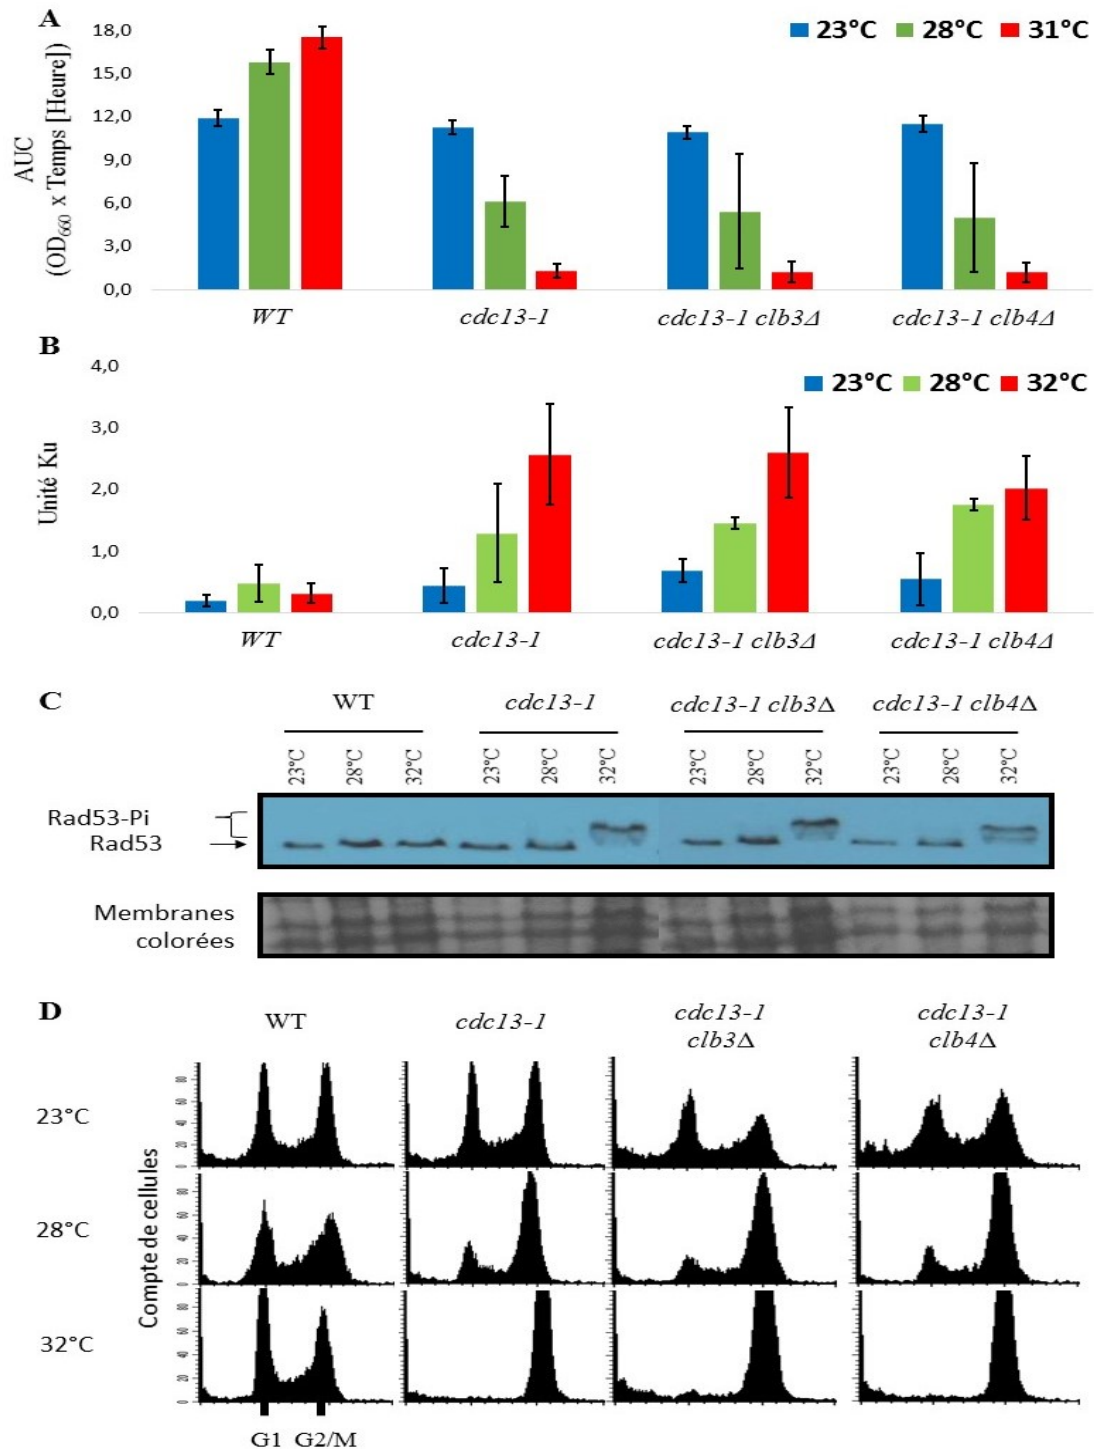 A
18,0
15,0
12,0
9,0
6,0
3,0
0,0
AUC
(OD660 x Temps [Heure])
23°C 28°C 31°C
WT cdc13-1 cdc13-1 clb3Δ cdc13-1 clb4Δ
B
4,0
3,0
2,0
1,0
0,0
Unité Ku
23°C 28°C 32°C
WT cdc13-1 cdc13-1 clb3Δ cdc13-1 clb4Δ
C
WT cdc13-1 cdc13-1 clb3Δ cdc13-1 clb4Δ
23°C 28°C 32°C 23°C 28°C 32°C 23°C 28°C 32°C 23°C 28°C 32°C
Rad53-Pi
Rad53
Membranes
colorées
D
WT cdc13-1 cdc13-1 cdc13-1
clb3Δ clb4Δ
23°C
28°C
32°C
Compte de cellules
G1 G2/M